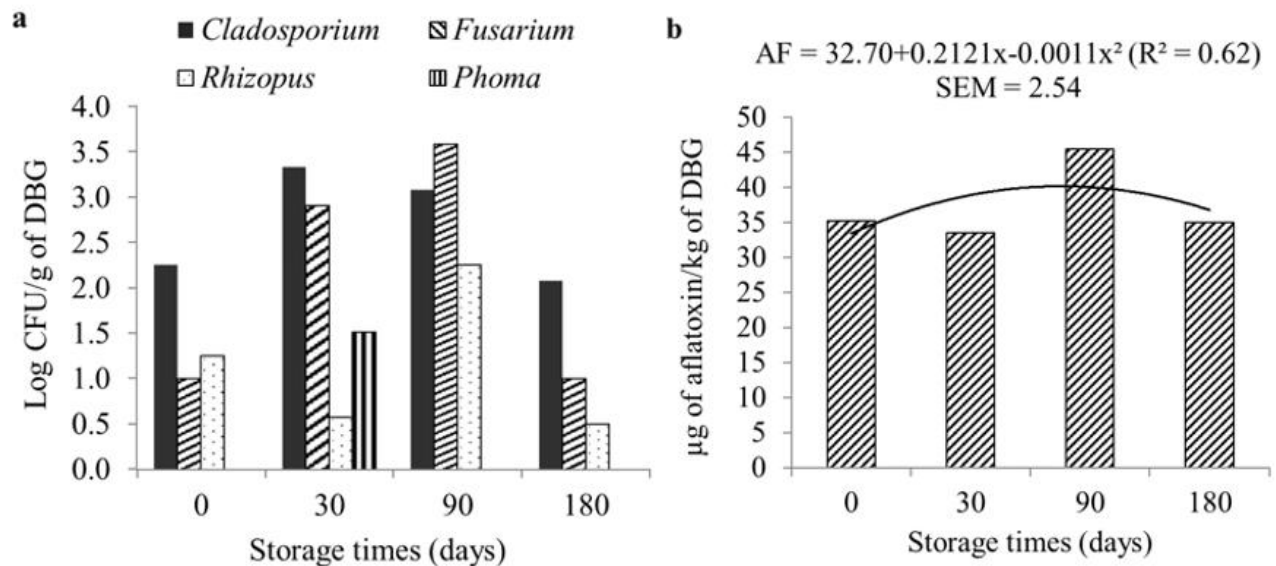 a
Cladosporium
Fusarium
Rhizopus
Phoma
Log CFU/g of DBG
4.0
3.5
3.0
2.5
2.0
1.5
1.0
0.5
0.0
0 30 90 180
Storage times (days)
b
AF = 32.70+0.2121x-0.0011x² (R² = 0.62)
SEM = 2.54
µg of aflatoxin/kg of DBG
50
45
40
35
30
25
20
15
10
5
0
0 30 90 180
Storage times (days)